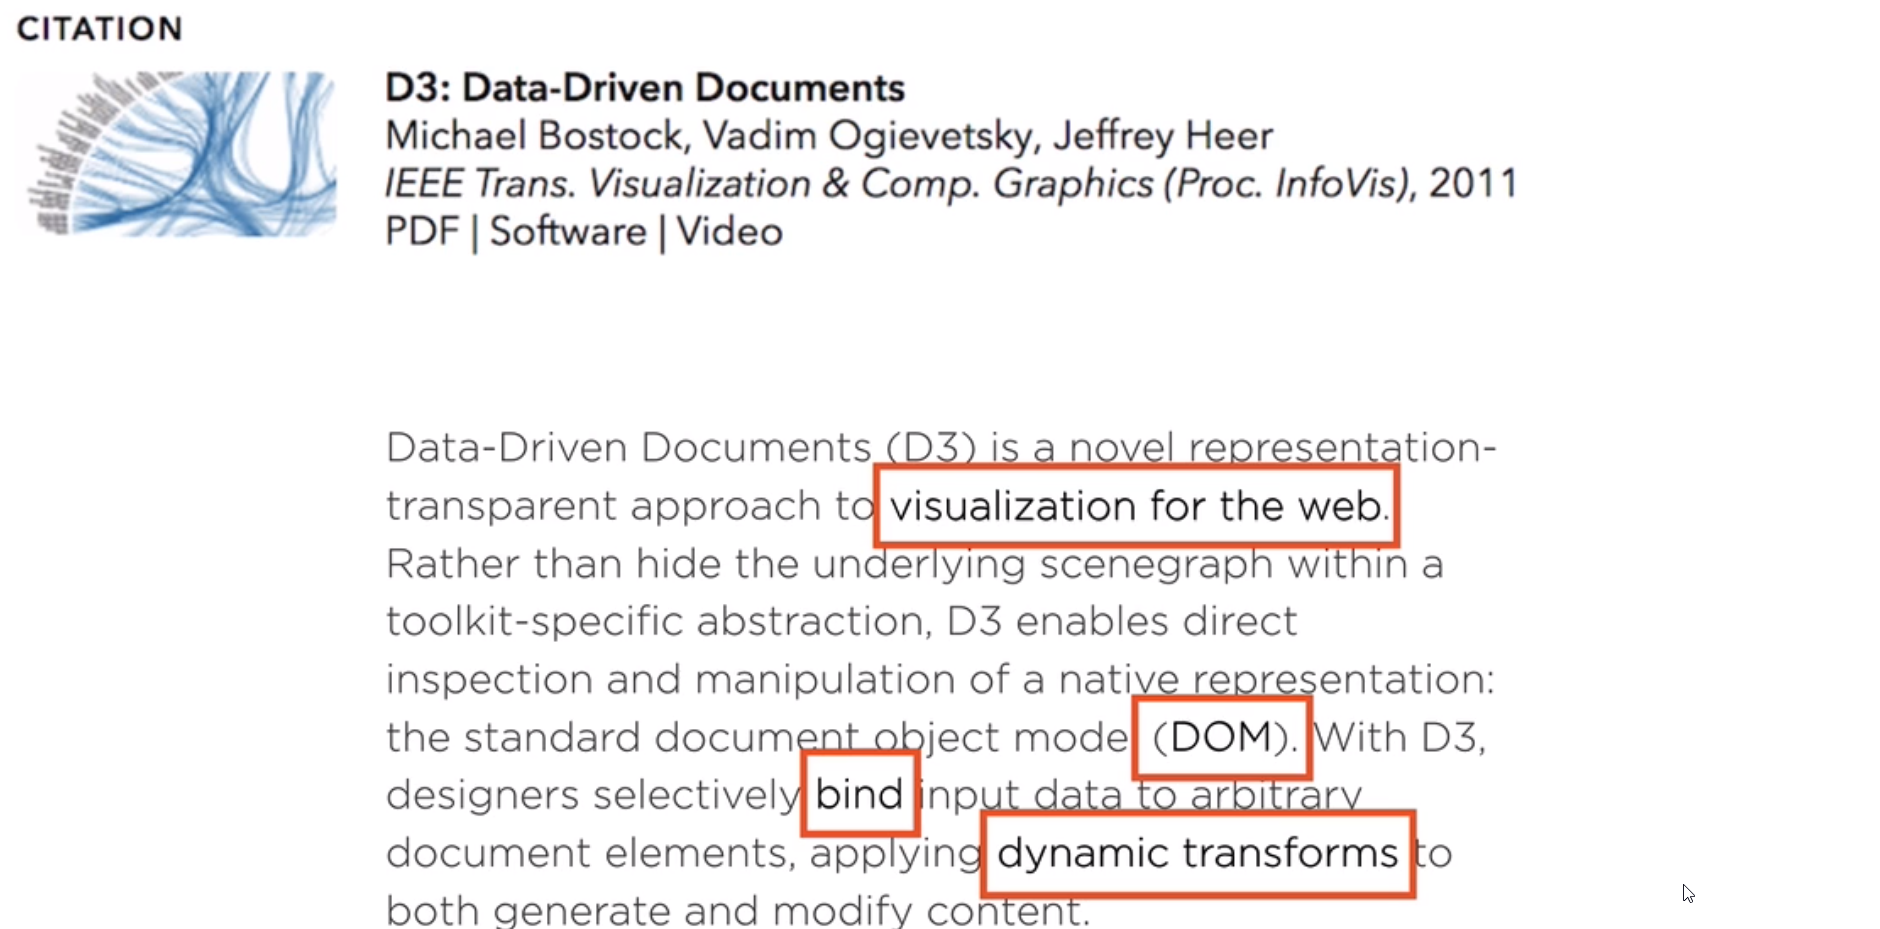 CITATION
D3: Data-Driven Documents
Michael Bostock, Vadim Ogievetsky, Jeffrey Heer
IEEE Trans. Visualization & Comp. Graphics (Proc. InfoVis), 2011
PDF | Software | Video
Data-Driven Documents (D3) is a novel representation-
transparent approach to visualization for the web.
Rather than hide the underlying scenegraph within a
toolkit-specific abstraction, D3 enables direct
inspection and manipulation of a native representation:
the standard document object mode (DOM). With D3,
designers selectively bind input data to arbitrary
document elements, applying dynamic transforms to
both generate and modify content.